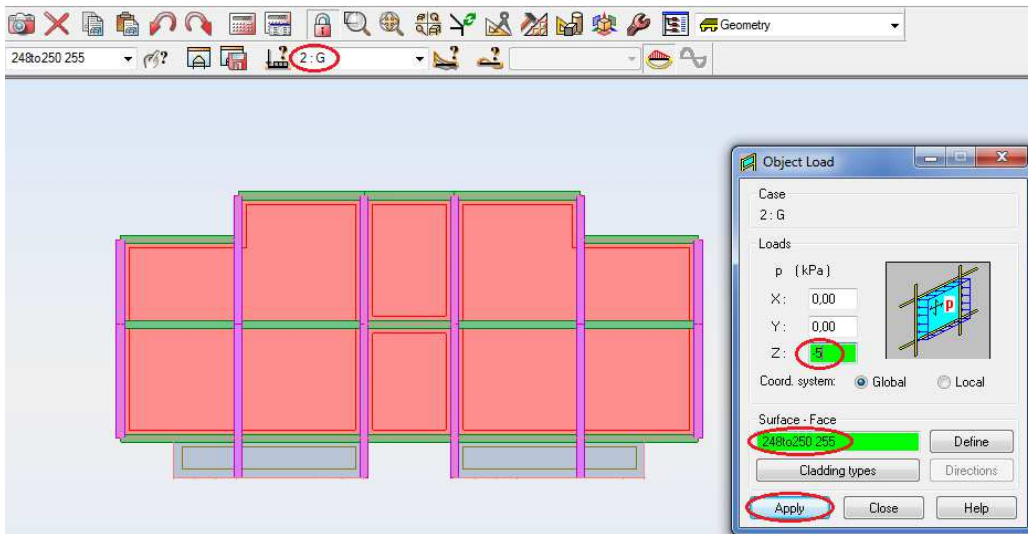 Geometry
248to250 255
2 : G
Object Load
Case
2 : G
Loads
p (kPa)
X: 0,00
Y: 0,00
Z: -5
p
Coord. system: Global Local
Surface - Face
248to250 255 Define
Cladding types Directions
Apply Close Help